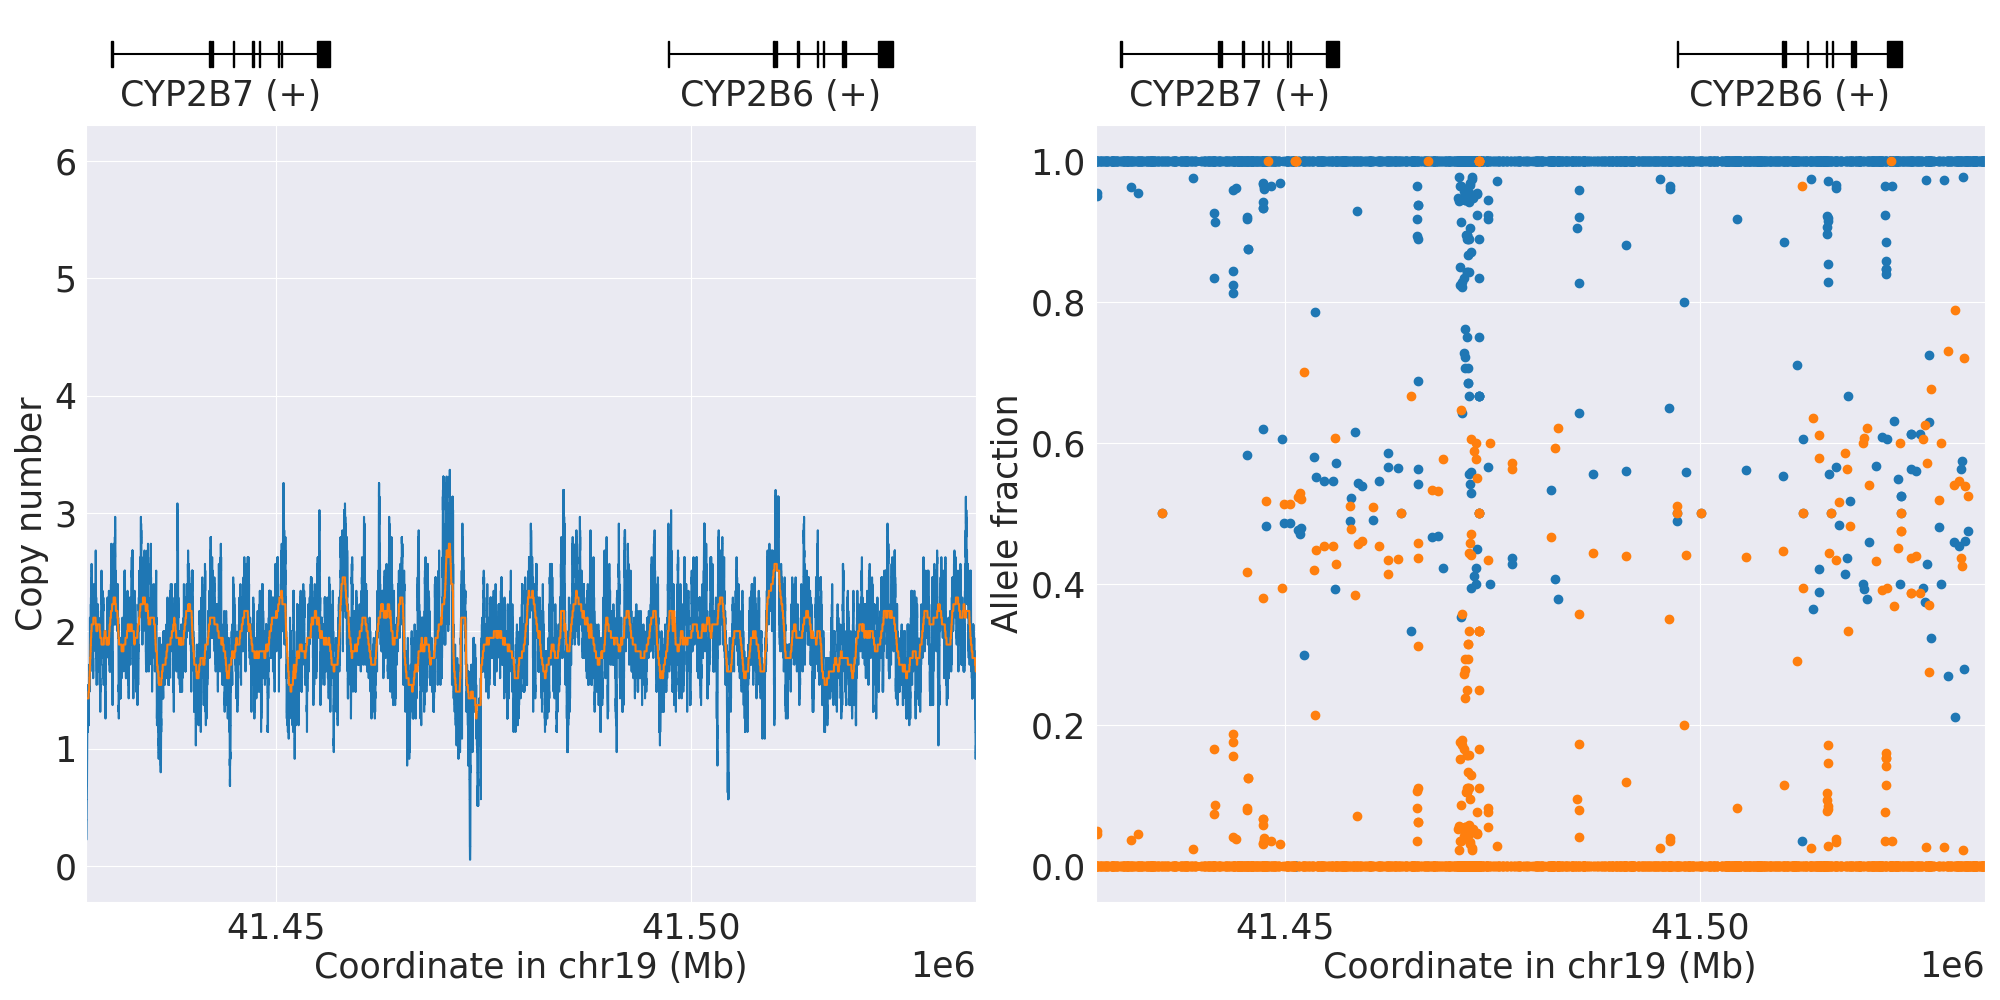 CYP2B7 (+)
CYP2B6 (+)
6
5
4
3
2
1
0
Copy number
41.45
41.50
Coordinate in chr19 (Mb)
1e6
CYP2B7 (+)
CYP2B6 (+)
1.0
0.8
0.6
0.4
0.2
0.0
Allele fraction
41.45
41.50
Coordinate in chr19 (Mb)
1e6